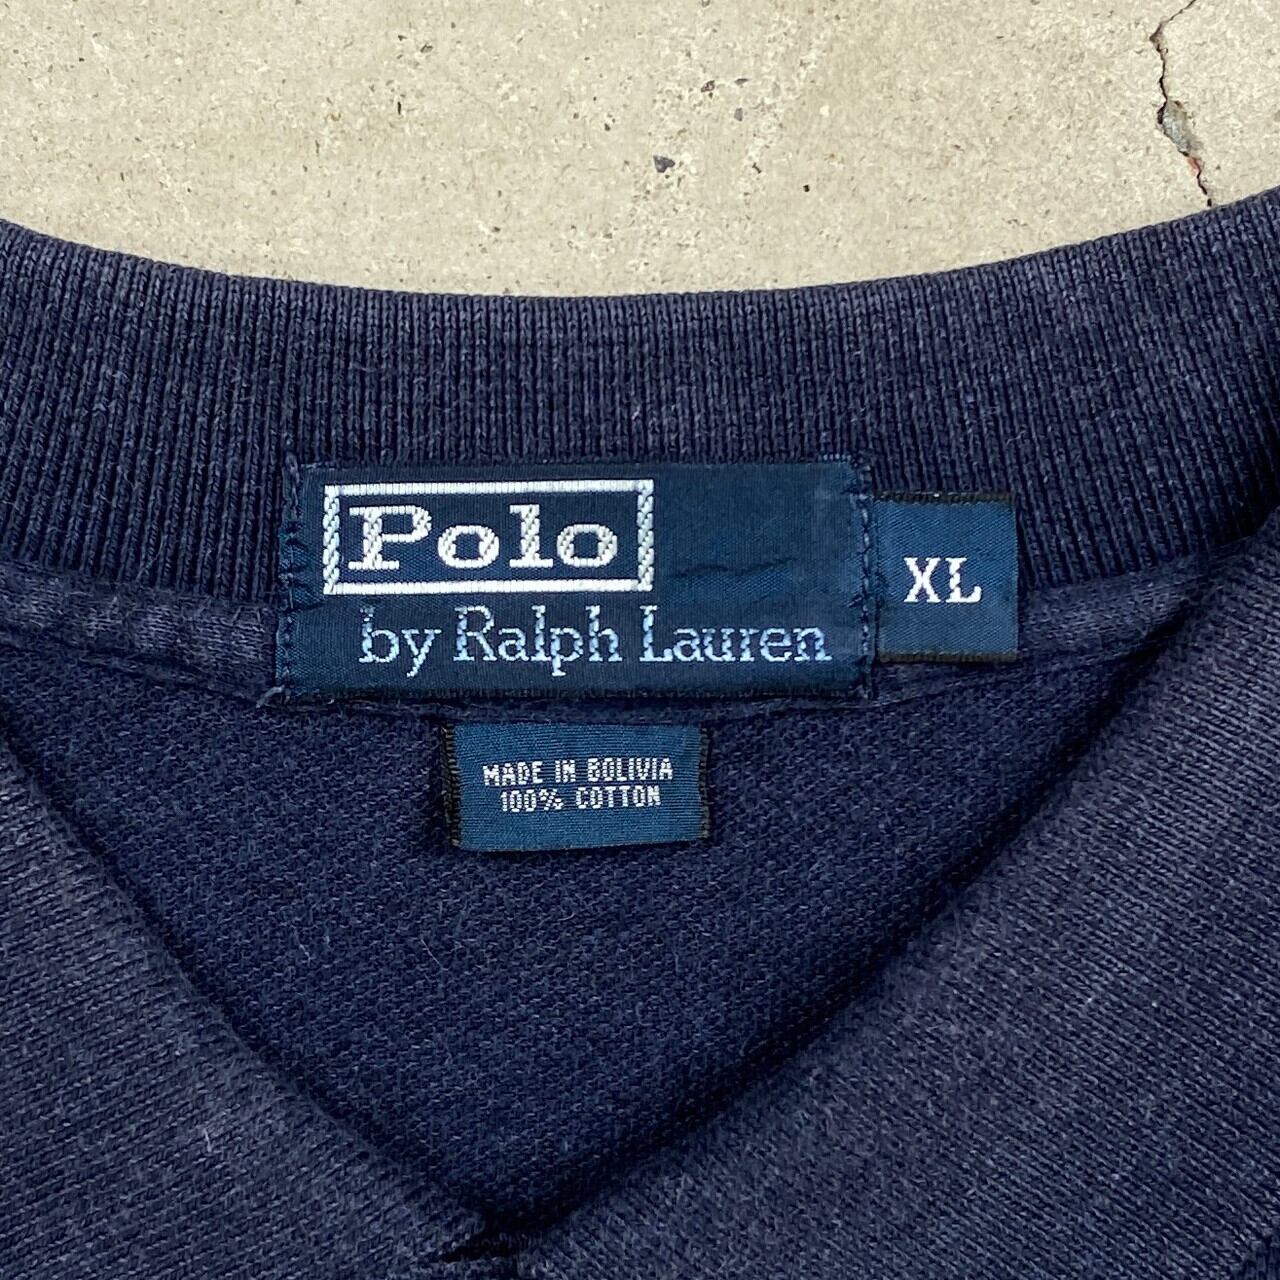 Polo
by Ralph Lauren
XL
MADE IN BOLIVIA
100% COTTON